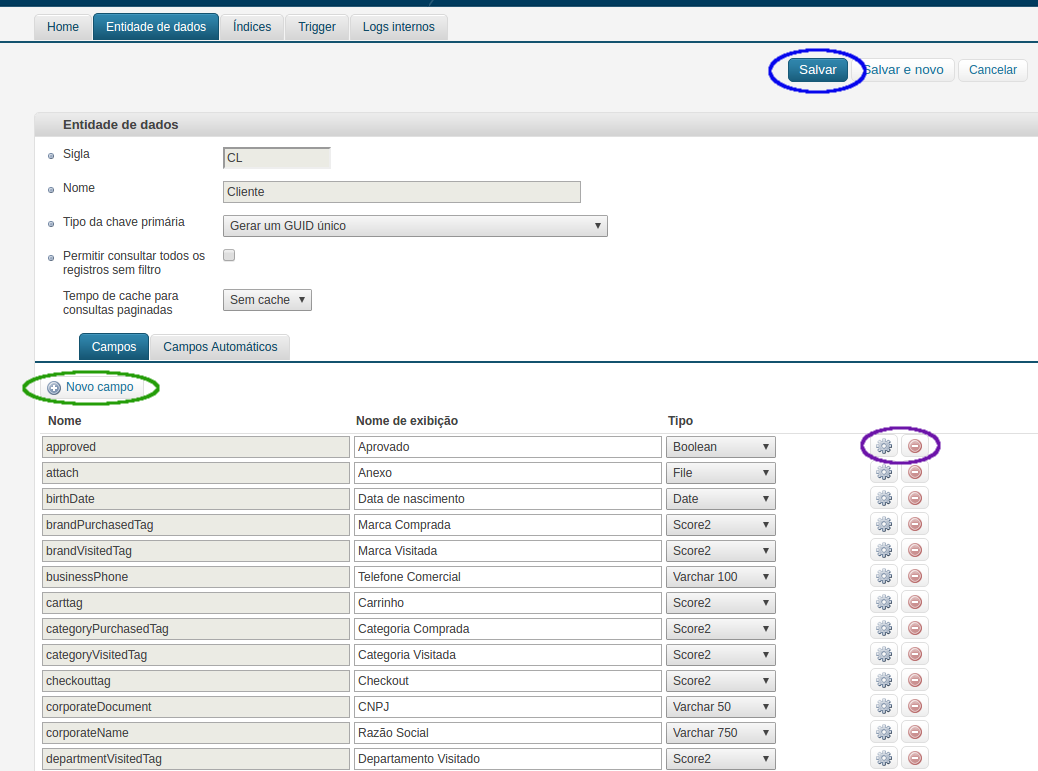 Home Entidade de dados Índices Trigger Logs internos
Salvar Salvar e novo Cancelar
Entidade de dados
Sigla CL
Nome Cliente
Tipo da chave primária Gerar um GUID único
Permitir consultar todos os
registros sem filtro
Tempo de cache para
consultas paginadas Sem cache
Campos Campos Automáticos
Novo campo
Nome Nome de exibição Tipo
approved Aprovado Boolean
attach Anexo File
birthDate Data de nascimento Date
brandPurchasedTag Marca Comprada Score2
brandVisitedTag Marca Visitada Score2
businessPhone Telefone Comercial Varchar 100
carttag Carrinho Score2
categoryPurchasedTag Categoria Comprada Score2
categoryVisitedTag Categoria Visitada Score2
checkouttag Checkout Score2
corporateDocument CNPJ Varchar 50
corporateName Razão Social Varchar 750
departmentVisitedTag Departamento Visitado Score2